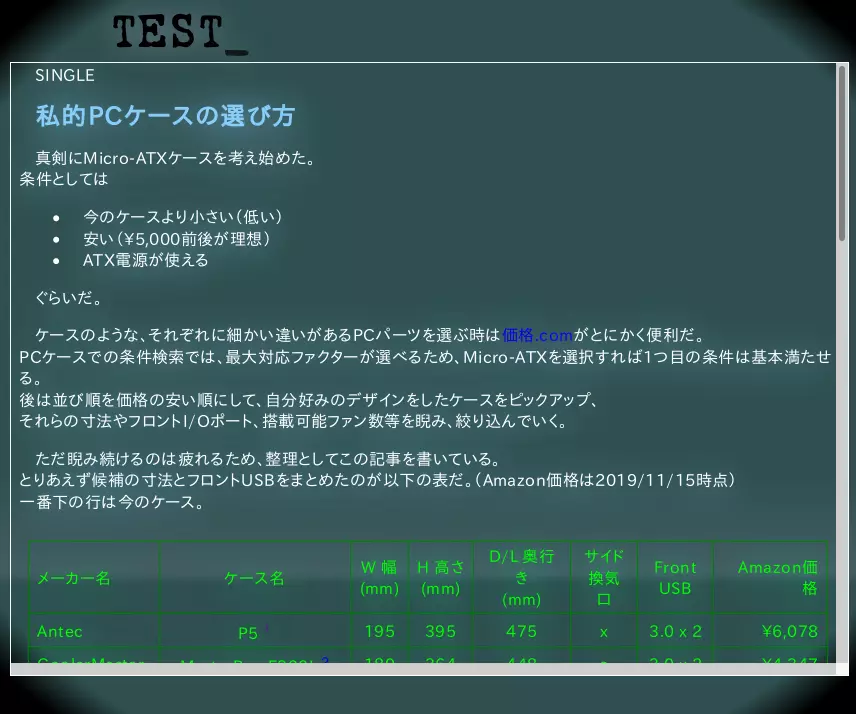 TEST_
SINGLE
私的PCケースの選び方
真剣にMicro-ATXケースを考え始めた。
条件としては
• 今のケースより小さい（低い）
• 安い（¥5,000前後が理想）
• ATX電源が使える
ぐらいだ。
ケースのような、それぞれに細かい違いがあるPCパーツを選ぶ時は価格.comがとにかく便利だ。
PCケースでの条件検索では、最大対応ファクターが選べるため、Micro-ATXを選択すれば1つ目の条件は基本満たせ
る。
後は並び順を価格の安い順にして、自分好みのデザインをしたケースをピックアップ、
それらの寸法やフロントI/Oポート、搭載可能ファン数等を睨み、絞り込んでいく。
ただ睨み続けるのは疲れるため、整理としてこの記事を書いている。
とりあえず候補の寸法とフロントUSBをまとめたのが以下の表だ。（Amazon価格は2019/11/15時点）
一番下の行は今のケース。
メーカー名 ケース名 W 幅 (mm) H 高さ (mm) D/L 奥行き (mm) サイド換気口 Front USB Amazon価格
Antec P5 195 395 475 x 3.0 x 2 ¥6,078